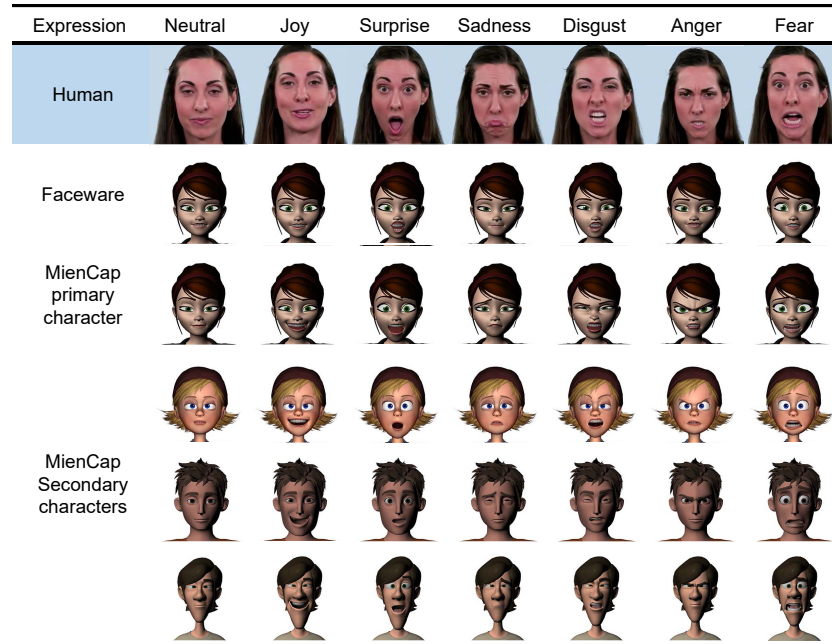 Expression Neutral Joy Surprise Sadness Disgust Anger Fear
Human
Faceware
MienCap
primary
character
MienCap
Secondary
characters